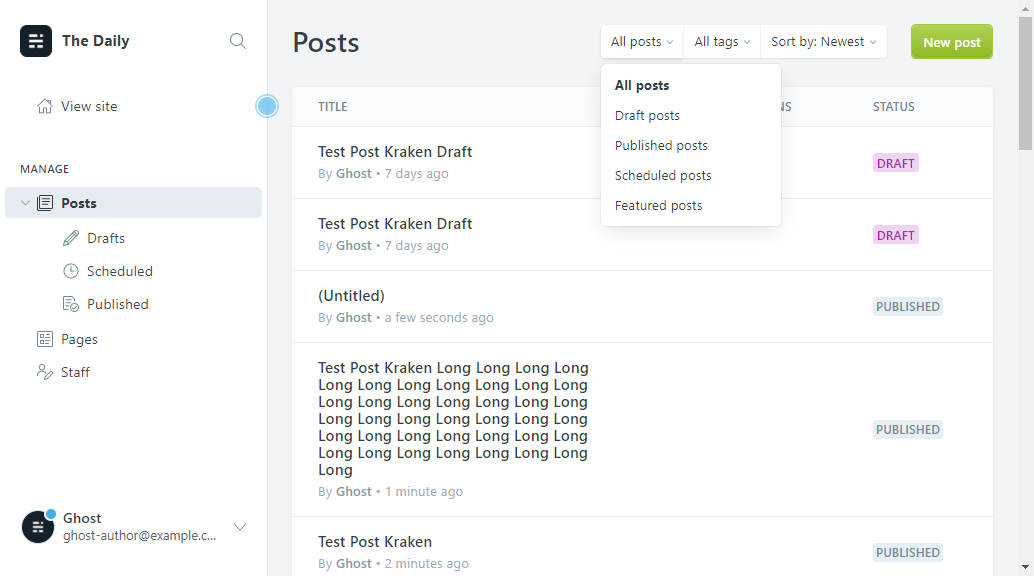 The Daily
View site
MANAGE
Posts
Drafts
Scheduled
Published
Pages
Staff
Ghost
ghost-author@example.c...
Posts
All posts
All tags
Sort by: Newest
New post
All posts
Draft posts
Published posts
Scheduled posts
Featured posts
TITLE
NS
STATUS
Test Post Kraken Draft
By Ghost • 7 days ago
DRAFT
Test Post Kraken Draft
By Ghost • 7 days ago
DRAFT
(Untitled)
By Ghost • a few seconds ago
PUBLISHED
Test Post Kraken Long Long Long Long
Long Long Long Long Long Long Long
Long Long Long Long Long Long Long
Long Long Long Long Long Long Long
Long Long Long Long Long Long Long
Long Long Long Long Long Long Long
Long
By Ghost • 1 minute ago
PUBLISHED
Test Post Kraken
By Ghost • 2 minutes ago
PUBLISHED